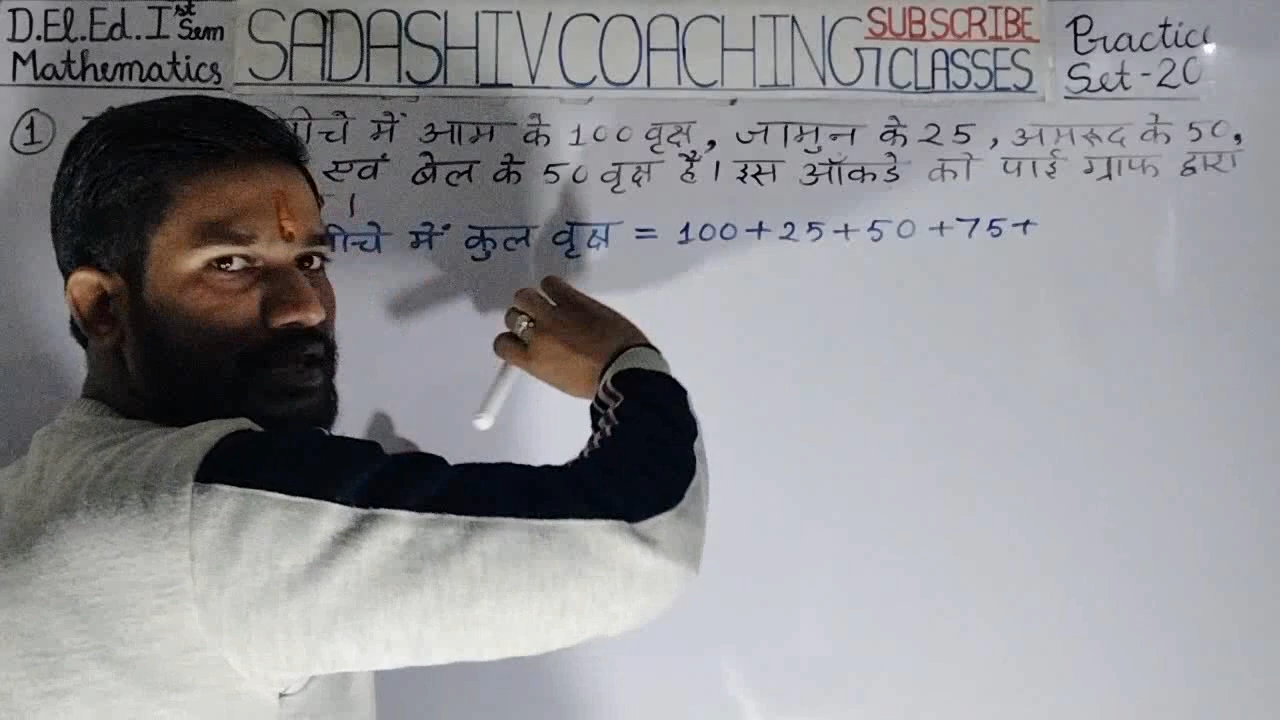 D.El.Ed. Ist Sem
Mathematics
SADASHIV COACHING CLASSES
SUBSCRIBE
Practice
Set-20
① गीचे में आम के 100 वृक्ष, जामुन के 25, अमरूद के 50,
एवं बेल के 50 वृक्ष हैं। इस ऑकडे को पाई ग्राफ द्वारा
।
गीचे में कुल वृक्ष = 100+25+50+75+